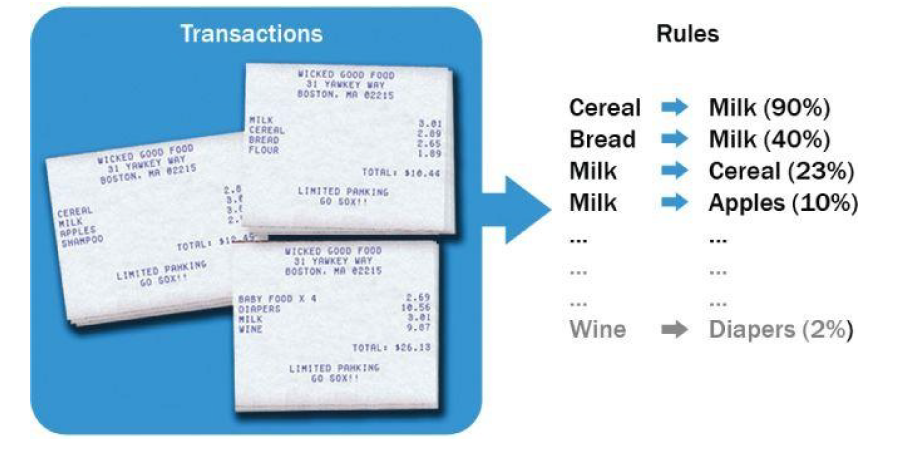 Transactions
WICKED GOOD FOOD
31 YAWKEY WAY
BOSTON, MA 02215
MILK 3.01
CEREAL 2.89
BREAD 2.65
FLOUR 1.89
TOTAL: $10.44
LIMITED PAHKING
GO SOX!!
WICKED GOOD FOOD
31 YAWKEY WAY
BOSTON, MA 02215
CEREAL
MILK
APPLES
SHAMPOO
TOTAL:
LIMITED PAHKING
GO SOX!!
WICKED GOOD FOOD
31 YAWKEY WAY
BOSTON, MA 02215
BABY FOOD X 4 2.69
DIAPERS 10.56
MILK 3.01
WINE 9.87
TOTAL: $26.13
LIMITED PAHKING
GO SOX!!
Rules
Cereal → Milk (90%)
Bread → Milk (40%)
Milk → Cereal (23%)
Milk → Apples (10%)
... ...
... ...
... ...
Wine → Diapers (2%)